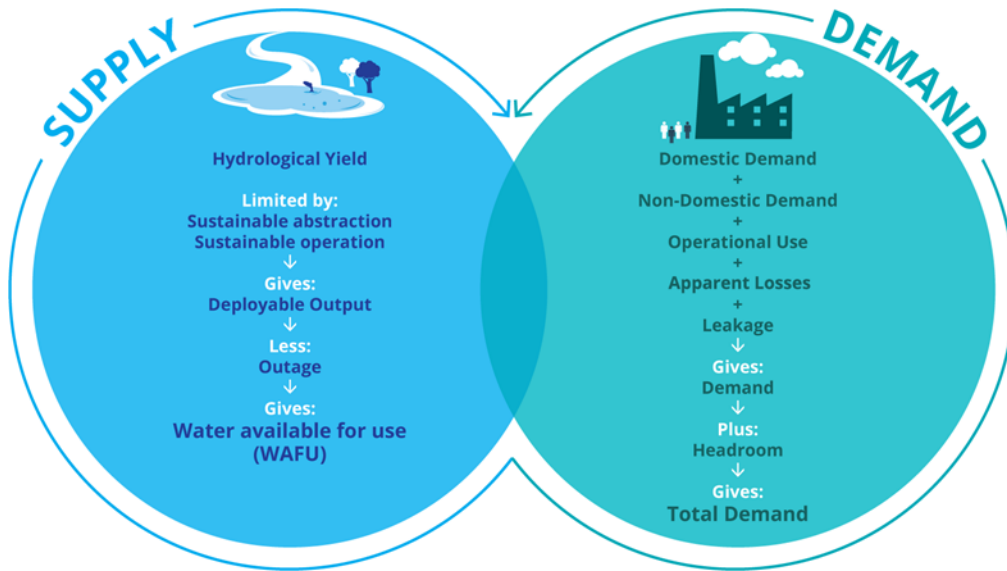 SUPPLY
Hydrological Yield
Limited by:
Sustainable abstraction
Sustainable operation
↓
Gives:
Deployable Output
↓
Less:
Outage
↓
Gives:
Water available for use
(WAFU)
DEMAND
Domestic Demand
+
Non-Domestic Demand
+
Operational Use
+
Apparent Losses
+
Leakage
↓
Gives:
Demand
↓
Plus:
Headroom
↓
Gives:
Total Demand